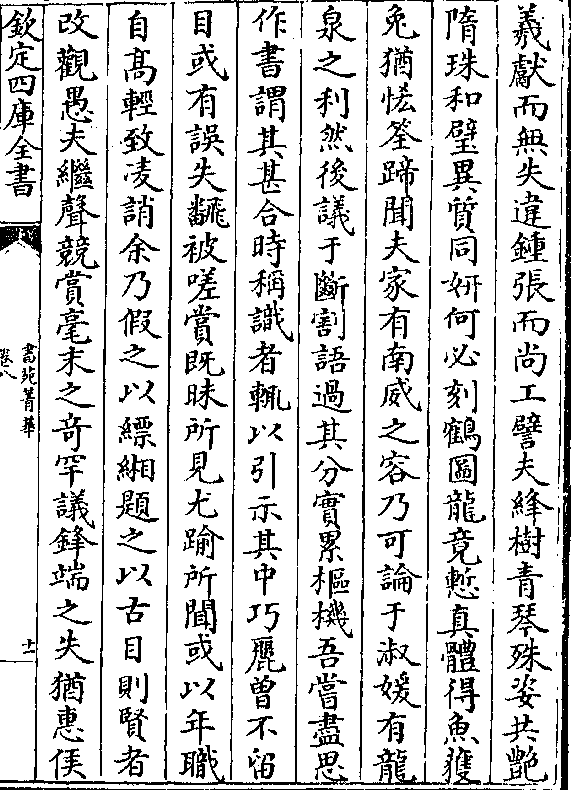 羲獻而無失違鍾張而尚工譬夫絳樹青琴殊姿共艶
隋珠和璧異質同妍何必刻鶴圖龍竟慙真體得魚獲
兔猶恡筌蹄聞夫家有南威之容乃可論于淑媛有龍
泉之利然後議于斷割語過其分實累樞機吾嘗盡思
作書謂其甚合時稱識者輒以引示其中巧麗曾不留
目或有誤失翻被嗟賞既昧所見尤踰所聞或以年職
自高輕致凌誚余乃假之以縹緗題之以古目則賢者
改觀愚夫繼聲競賞毫末之奇罕議鋒端之失猶惠侯
欽定四庫全書
書苑菁華
卷八
十一